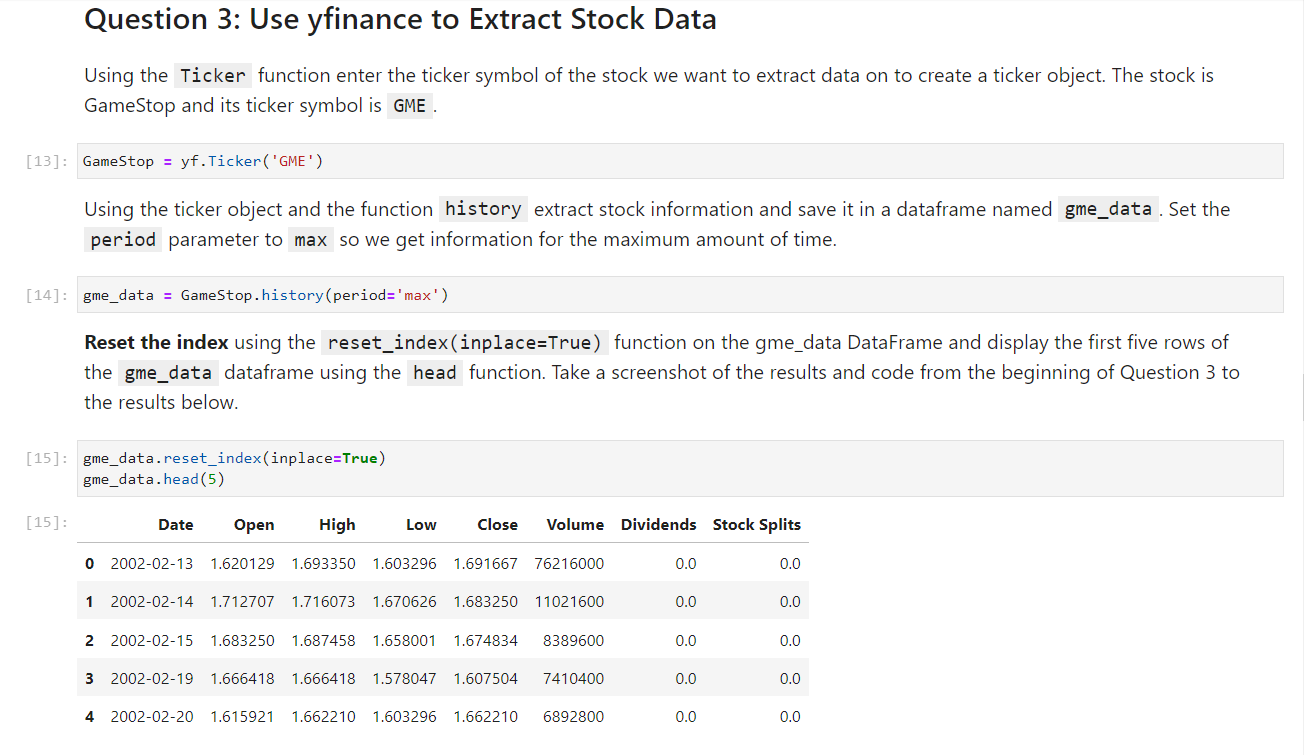 Question 3: Use yfinance to Extract Stock Data
Using the Ticker function enter the ticker symbol of the stock we want to extract data on to create a ticker object. The stock is
GameStop and its ticker symbol is GME .
[13]: GameStop = yf.Ticker('GME')
Using the ticker object and the function history extract stock information and save it in a dataframe named gme_data . Set the
period parameter to max so we get information for the maximum amount of time.
[14]: gme_data = GameStop.history(period='max')
Reset the index using the reset_index(inplace=True) function on the gme_data DataFrame and display the first five rows of
the gme_data dataframe using the head function. Take a screenshot of the results and code from the beginning of Question 3 to
the results below.
[15]: gme_data.reset_index(inplace=True)
gme_data.head(5)
[15]: Date Open High Low Close Volume Dividends Stock Splits
0 2002-02-13 1.620129 1.693350 1.603296 1.691667 76216000 0.0 0.0
1 2002-02-14 1.712707 1.716073 1.670626 1.683250 11021600 0.0 0.0
2 2002-02-15 1.683250 1.687458 1.658001 1.674834 8389600 0.0 0.0
3 2002-02-19 1.666418 1.666418 1.578047 1.607504 7410400 0.0 0.0
4 2002-02-20 1.615921 1.662210 1.603296 1.662210 6892800 0.0 0.0